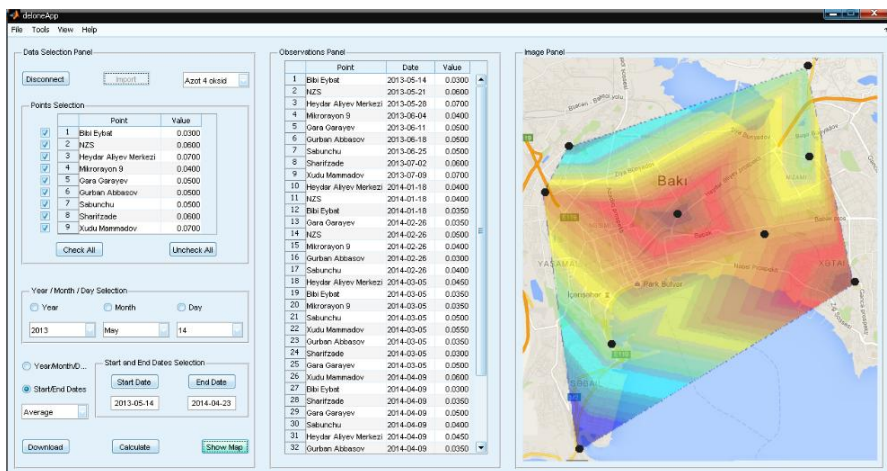 deloneApp
File Tools View Help
Data Selection Panel
Disconnect Import Azot 4 oksid
Points Selection
Point Value
1 Bibi Eybat 0.0300
2 NZS 0.0600
3 Heydar Aliyev Merkezi 0.0700
4 Mikrorayon 9 0.0400
5 Gara Garayev 0.0500
6 Gurban Abbasov 0.0500
7 Sabunchu 0.0500
8 Sharifzade 0.0600
9 Xudu Mammadov 0.0700
Check All Uncheck All
Year / Month / Day Selection
Year Month Day
2013 May 14
Year/Month/D...
Start/End Dates
Average
Start and End Dates Selection
Start Date End Date
2013-05-14 2014-04-23
Download Calculate Show Map
Observations Panel
Point Date Value
1 Bibi Eybat 2013-05-14 0.0300
2 NZS 2013-05-21 0.0600
3 Heydar Aliyev Merkezi 2013-05-28 0.0700
4 Mikrorayon 9 2013-06-04 0.0400
5 Gara Garayev 2013-06-11 0.0500
6 Gurban Abbasov 2013-06-18 0.0500
7 Sabunchu 2013-06-25 0.0500
8 Sharifzade 2013-07-02 0.0600
9 Xudu Mammadov 2013-07-09 0.0700
10 Heydar Aliyev Merkezi 2014-01-18 0.0400
11 NZS 2014-01-18 0.0400
12 Bibi Eybat 2014-01-18 0.0350
13 Gara Garayev 2014-02-26 0.0350
14 NZS 2014-02-26 0.0500
15 Mikrorayon 9 2014-02-26 0.0400
16 Gurban Abbasov 2014-02-26 0.0300
17 Sabunchu 2014-02-26 0.0400
18 Heydar Aliyev Merkezi 2014-03-05 0.0450
19 Bibi Eybat 2014-03-05 0.0350
20 Mikrorayon 9 2014-03-05 0.0350
21 Sabunchu 2014-03-05 0.0500
22 Xudu Mammadov 2014-03-05 0.0550
23 Gurban Abbasov 2014-03-05 0.0350
24 Sharifzade 2014-03-05 0.0300
25 Gara Garayev 2014-03-05 0.0500
26 Xudu Mammadov 2014-04-09 0.0600
27 Bibi Eybat 2014-04-09 0.0300
28 Sharifzade 2014-04-09 0.0350
29 Gara Garayev 2014-04-09 0.0500
30 Sabunchu 2014-04-09 0.0400
31 Heydar Aliyev Merkezi 2014-04-09 0.0450
32 Gurban Abbasov 2014-04-09 0.0350
Image Panel
Bakı
YASAMAL
XƏTAİ
İçərişəhər
Park Bulvar
SƏBAİL